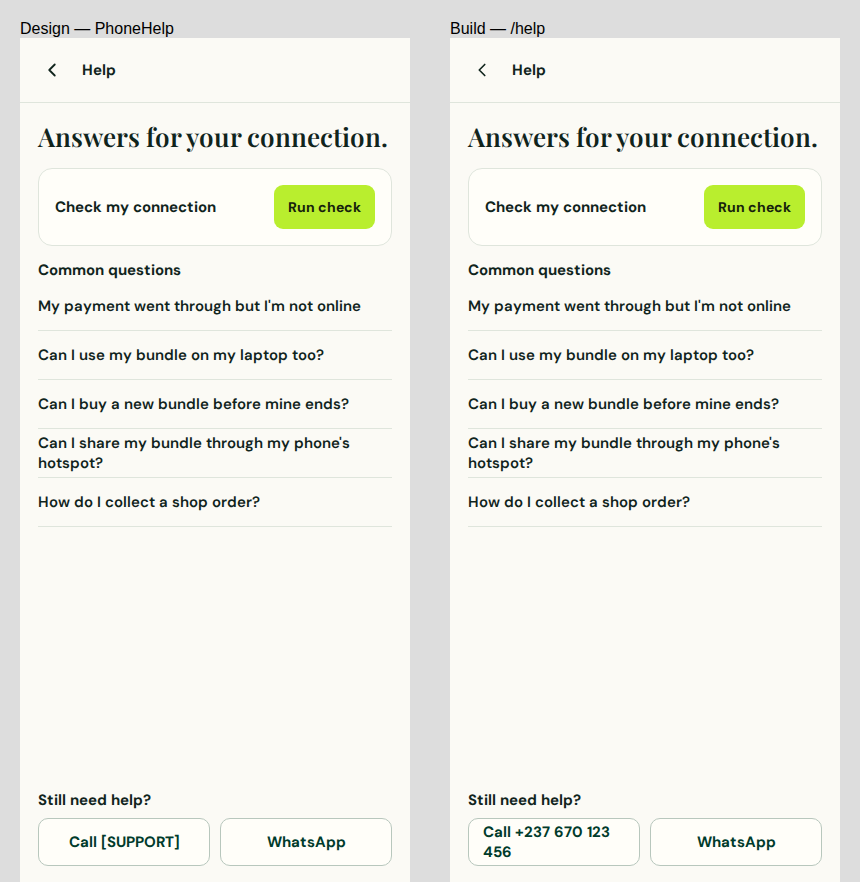 Design — PhoneHelp
Help
Answers for your connection.
Check my connection
Run check
Common questions
My payment went through but I'm not online
Can I use my bundle on my laptop too?
Can I buy a new bundle before mine ends?
Can I share my bundle through my phone's
hotspot?
How do I collect a shop order?
Still need help?
Call [SUPPORT]
WhatsApp
Build — /help
Help
Answers for your connection.
Check my connection
Run check
Common questions
My payment went through but I'm not online
Can I use my bundle on my laptop too?
Can I buy a new bundle before mine ends?
Can I share my bundle through my phone's
hotspot?
How do I collect a shop order?
Still need help?
Call +237 670 123
456
WhatsApp